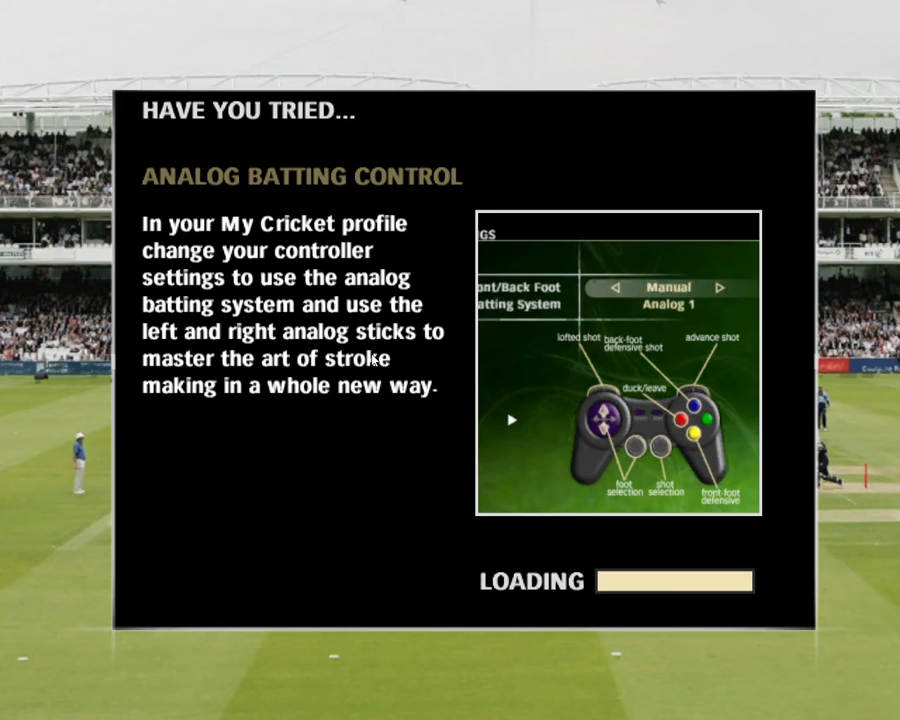 HAVE YOU TRIED...
ANALOG BATTING CONTROL
In your My Cricket profile
change your controller
settings to use the analog
batting system and use the
left and right analog sticks to
master the art of stroke
making in a whole new way.
GS
ont/Back Foot
Manual
atting System
Analog 1
lofted shot
back-foot
defensive shot
advance shot
duck/leave
foot
selection
shot
selection
front-foot
defensive
LOADING